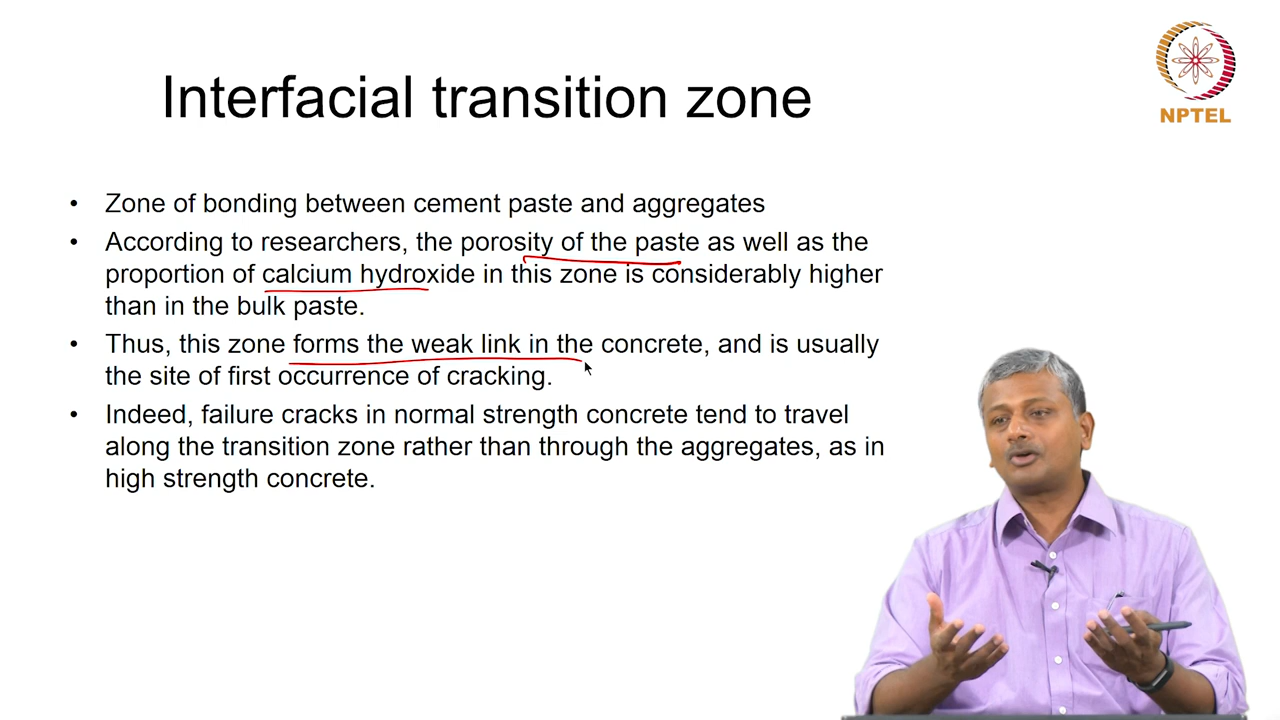 Interfacial transition zone
NPTEL
• Zone of bonding between cement paste and aggregates
• According to researchers, the porosity of the paste as well as the
proportion of calcium hydroxide in this zone is considerably higher
than in the bulk paste.
• Thus, this zone forms the weak link in the concrete, and is usually
the site of first occurrence of cracking.
• Indeed, failure cracks in normal strength concrete tend to travel
along the transition zone rather than through the aggregates, as in
high strength concrete.